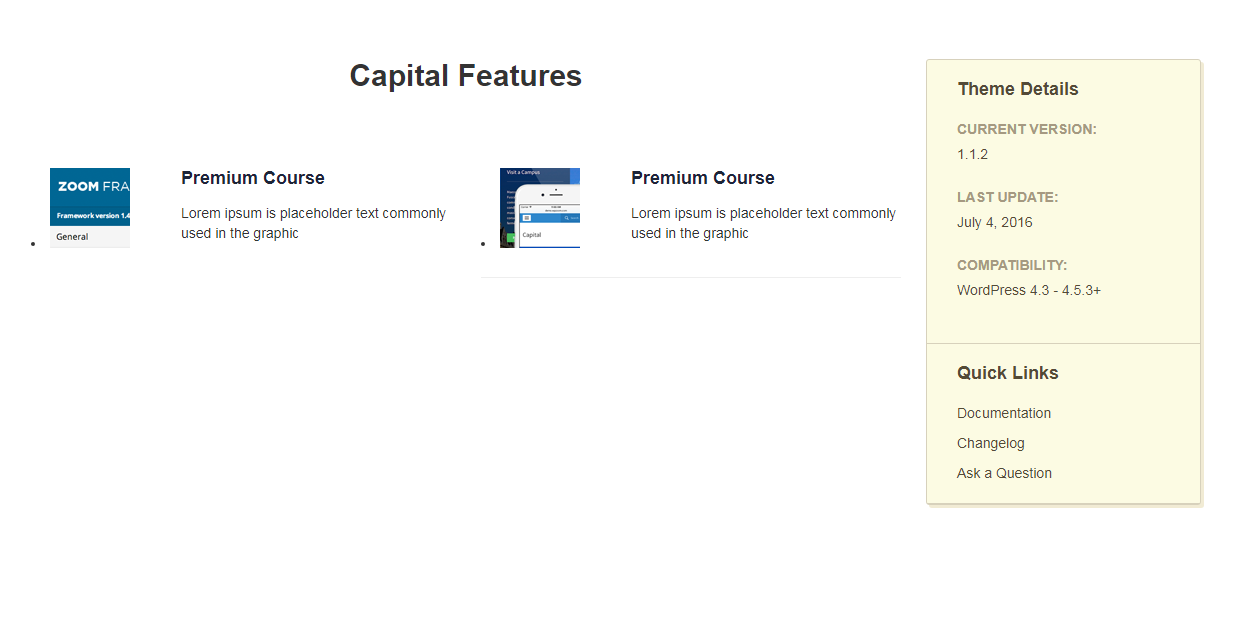 Capital Features
ZOOM FRA
Framework version 1.4
General
Premium Course
Lorem ipsum is placeholder text commonly
used in the graphic
Visit a Campus
Capital
Premium Course
Lorem ipsum is placeholder text commonly
used in the graphic
Theme Details
CURRENT VERSION:
1.1.2
LAST UPDATE:
July 4, 2016
COMPATIBILITY:
WordPress 4.3 - 4.5.3+
Quick Links
Documentation
Changelog
Ask a Question